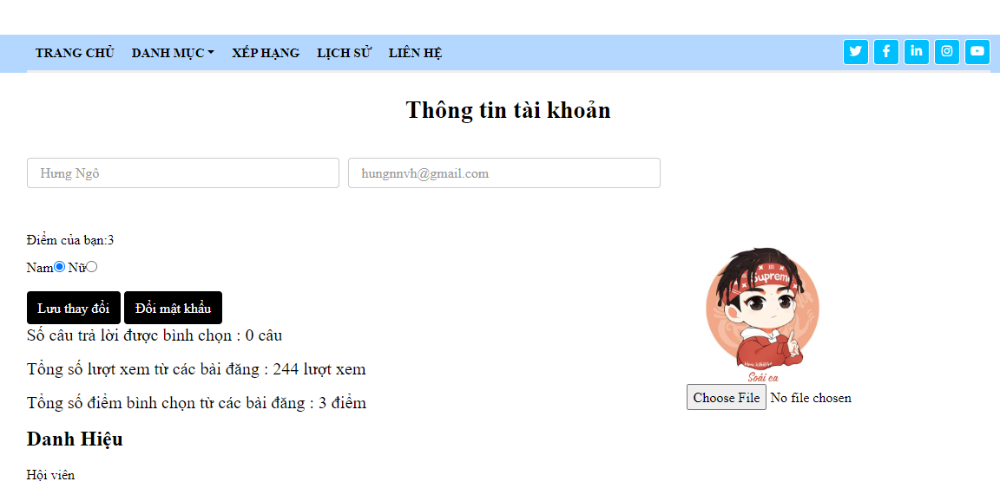 TRANG CHỦ DANH MỤC XẾP HẠNG LỊCH SỬ LIÊN HỆ
Thông tin tài khoản
Hưng Ngô hungnnvh@gmail.com
Điểm của bạn:3
Nam Nữ
Supreme
Lưu thay đổi Đổi mật khẩu
Số câu trả lời được bình chọn : 0 câu
Tổng số lượt xem từ các bài đăng : 244 lượt xem
Soái ca
Tổng số điểm bình chọn từ các bài đăng : 3 điểm
Choose File No file chosen
Danh Hiệu
Hội viên